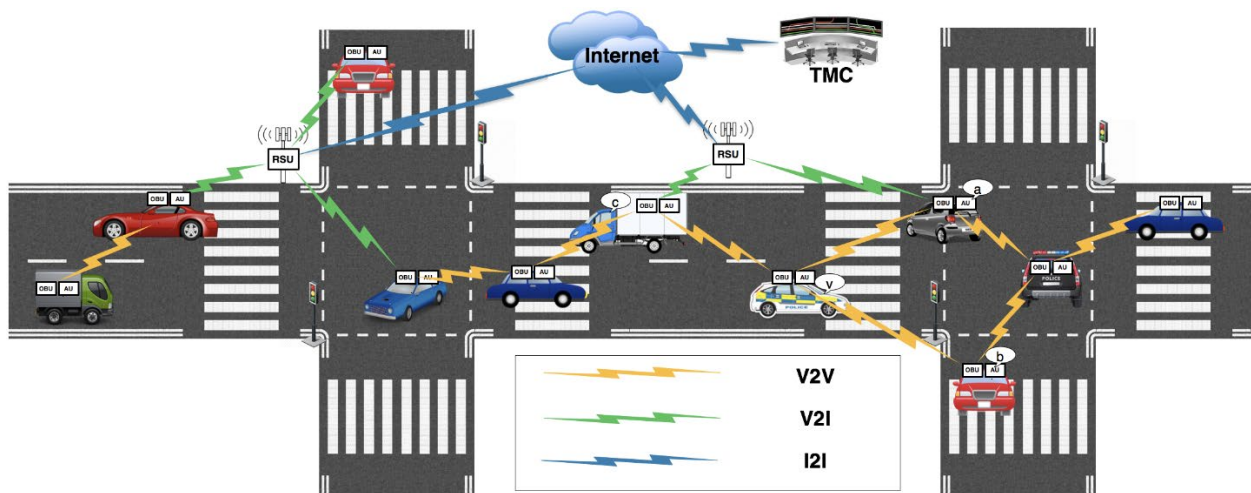 OBU AU
Internet
TMC
RSU
RSU
OBU AU
c
OBU AU
OBU AU
a
OBU AU
OBU AU
OBU AU
OBU AU
OBU AU
OBU AU
V
OBU AU
POLICE
POLICE
OBU AU
b
V2V
V2I
I2I